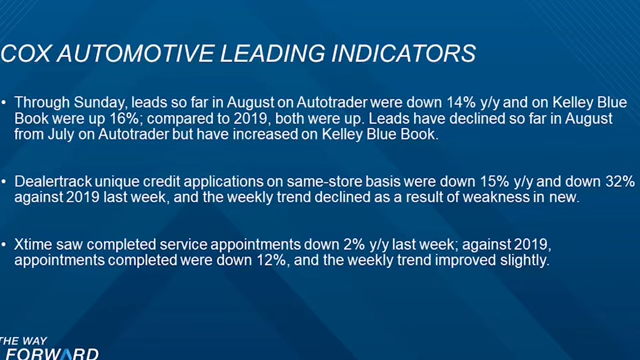 COX AUTOMOTIVE LEADING INDICATORS
• Through Sunday, leads so far in August on Autotrader were down 14% y/y and on Kelley Blue
Book were up 16%; compared to 2019, both were up. Leads have declined so far in August
from July on Autotrader but have increased on Kelley Blue Book.
• Dealertrack unique credit applications on same-store basis were down 15% y/y and down 32%
against 2019 last week, and the weekly trend declined as a result of weakness in new.
• Xtime saw completed service appointments down 2% y/y last week; against 2019,
appointments completed were down 12%, and the weekly trend improved slightly.
THE WAY
FORWARD